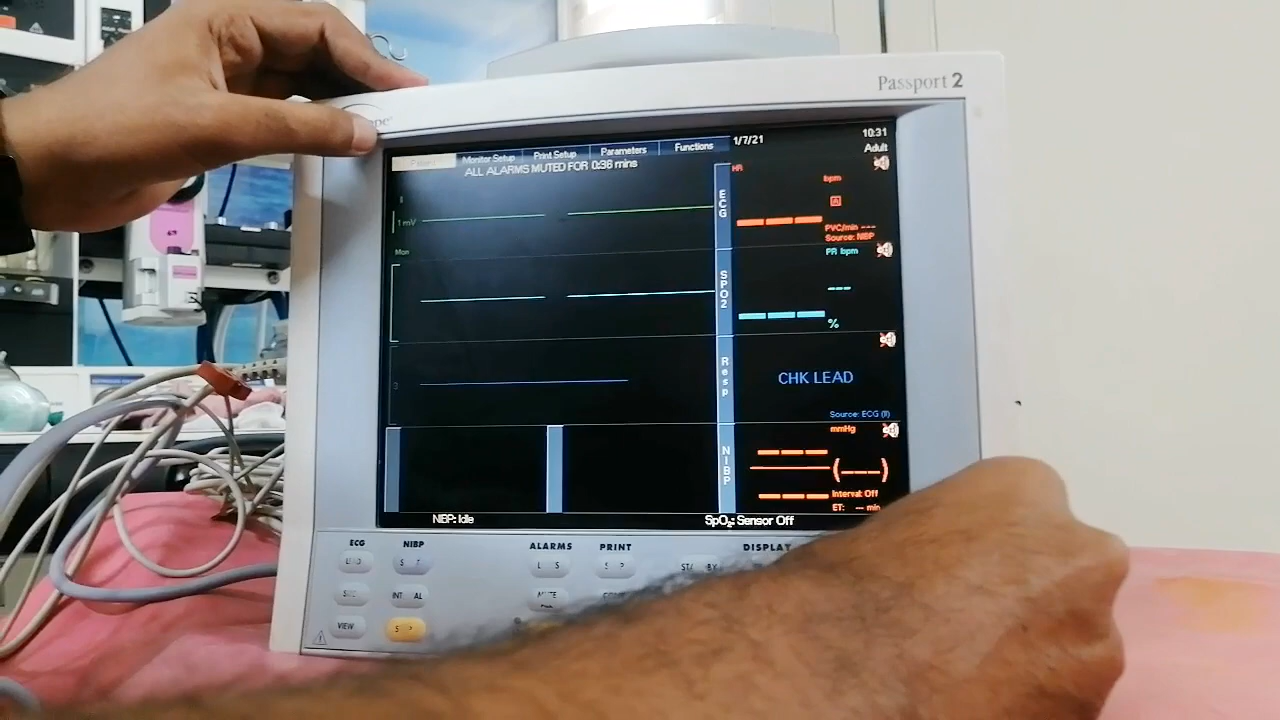 Passport 2
1/7/21
10:31
Adult
Monitor Setup Print Setup Parameters Functions
ALL ALARMS MUTED FOR 0:36 mins
1 mV
Mon
ECG
HR
bpm
A
PVC/min ---
Source: NIBP
SPO2
PR bpm
---
%
Resp
CHK LEAD
Source: ECG (II)
NIBP
mmHg
(---)
Interval: Off
ET: -- min
NIBP: Idle
SpO2: Sensor Off
ECG NIBP ALARMS PRINT DISPLAY
VIEW
MUTE